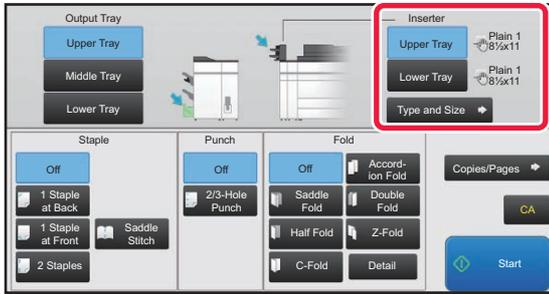 Output Tray
Upper Tray
Middle Tray
Lower Tray
Inserter
Upper Tray
Plain 1
8½x11
Lower Tray
Plain 1
8½x11
Type and Size
Staple
Off
1 Staple
at Back
1 Staple
at Front
Saddle
Stitch
2 Staples
Punch
Off
2/3-Hole
Punch
Fold
Off
Accord-
ion Fold
Saddle
Fold
Double
Fold
Half Fold
Z-Fold
C-Fold
Detail
Copies/Pages
CA
Start